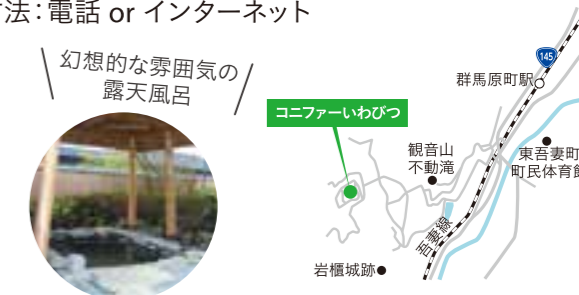 法：電話 or インターネット
幻想的な雰囲気の
露天風呂
145
群馬原町駅
コニファーいわびつ
観音山
不動滝
東吾妻町
町民体育館
吾妻線
岩櫃城跡